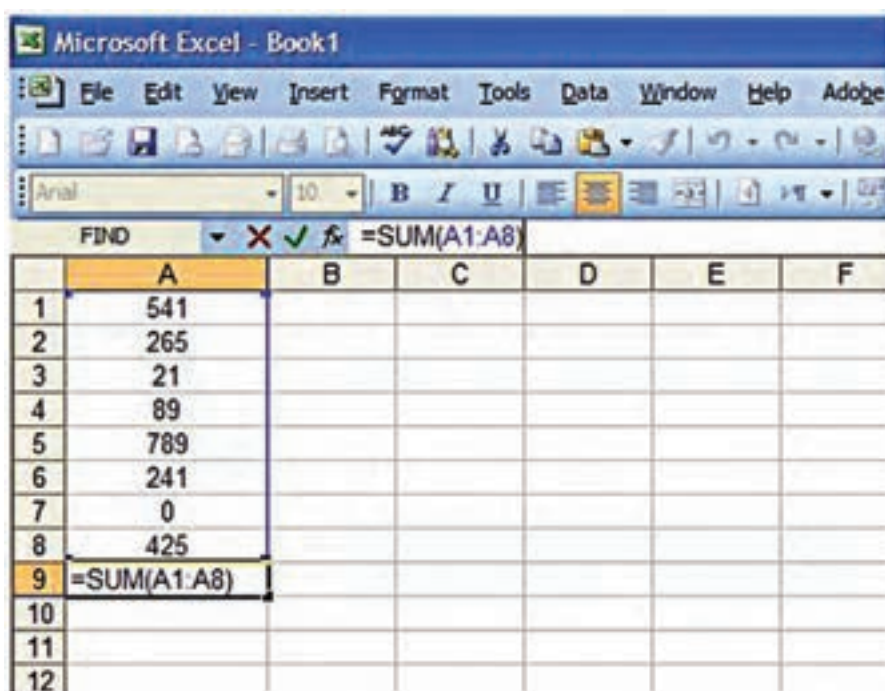 Microsoft Excel - Book1
File Edit View Insert Format Tools Data Window Help Adobe
ABC
Arial 10 B I U
FIND fx =SUM(A1:A8)
A B C D E F
1 541
2 265
3 21
4 89
5 789
6 241
7 0
8 425
9 =SUM(A1:A8)
10
11
12